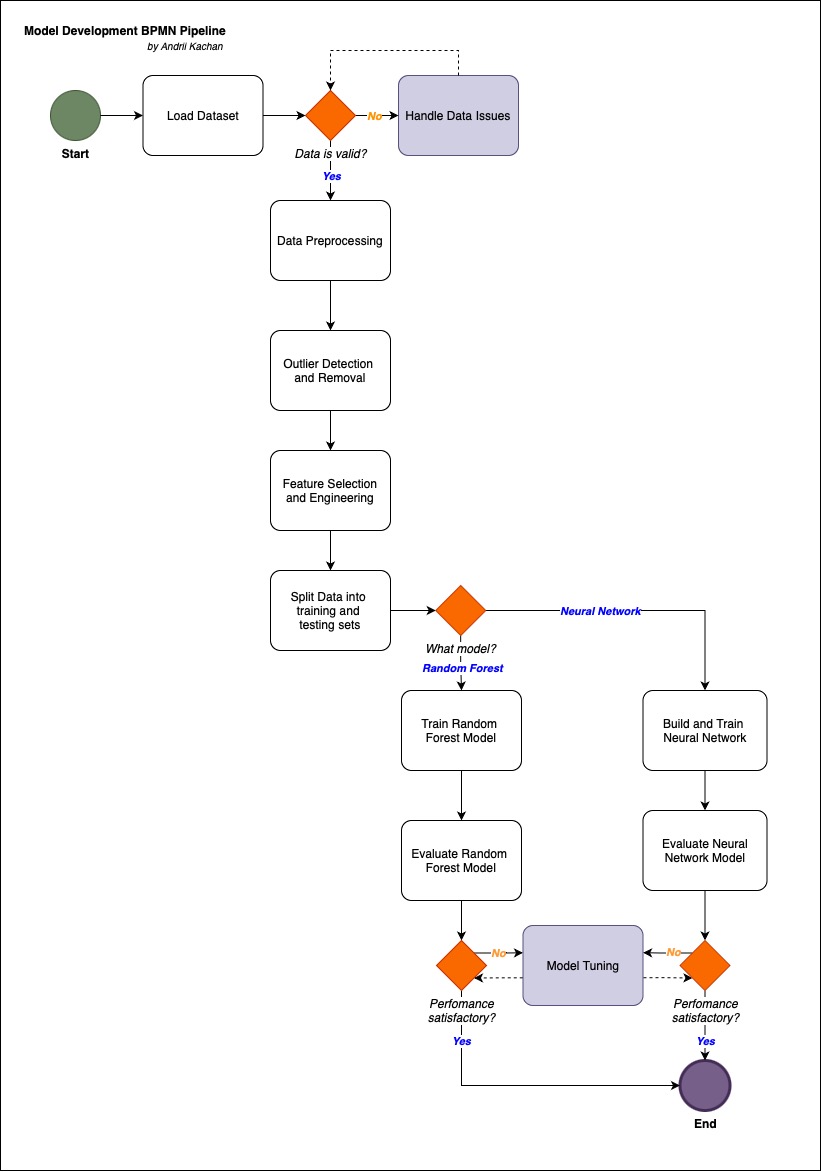 Model Development BPMN Pipeline
by Andrii Kachan
Start
Load Dataset
No
Handle Data Issues
Data is valid?
Yes
Data Preprocessing
Outlier Detection
and Removal
Feature Selection
and Engineering
Split Data into
training and
testing sets
Neural Network
What model?
Random Forest
Train Random
Forest Model
Build and Train
Neural Network
Evaluate Random
Forest Model
Evaluate Neural
Network Model
No
Model Tuning
No
Perfomance
satisfactory?
Yes
Perfomance
satisfactory?
Yes
End